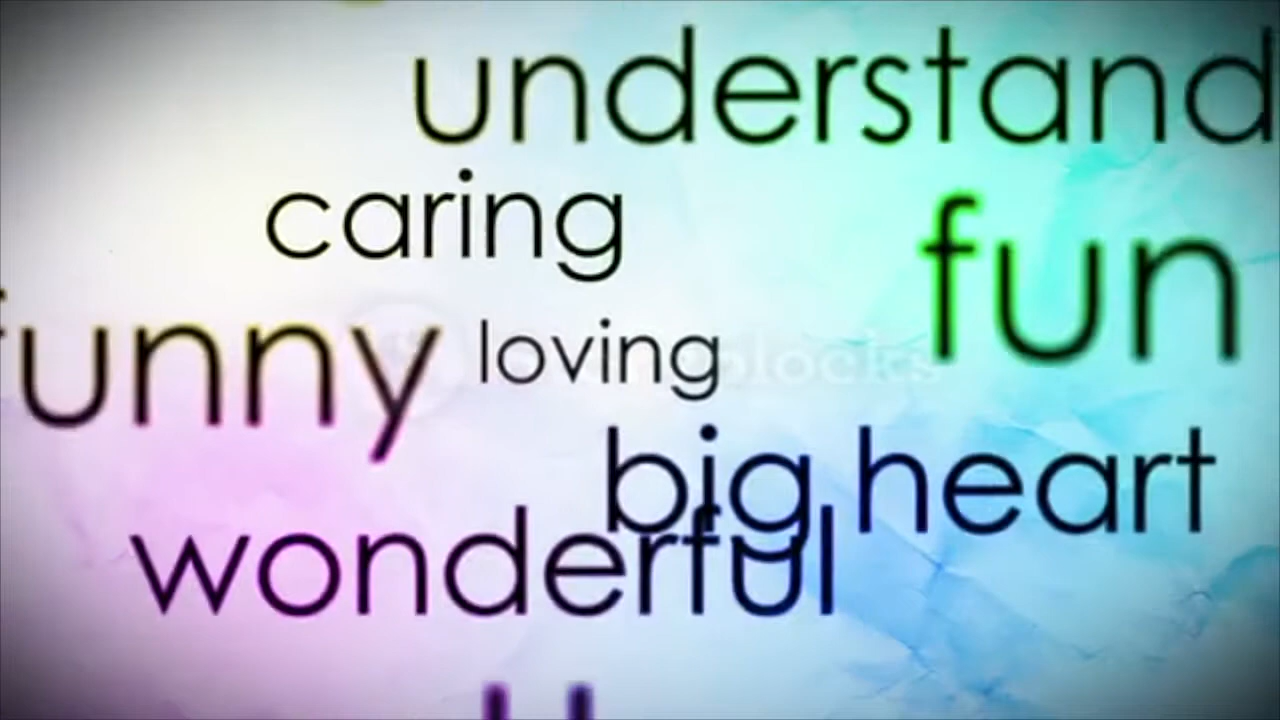 understand
caring
fun
funny
loving
big heart
wonderful